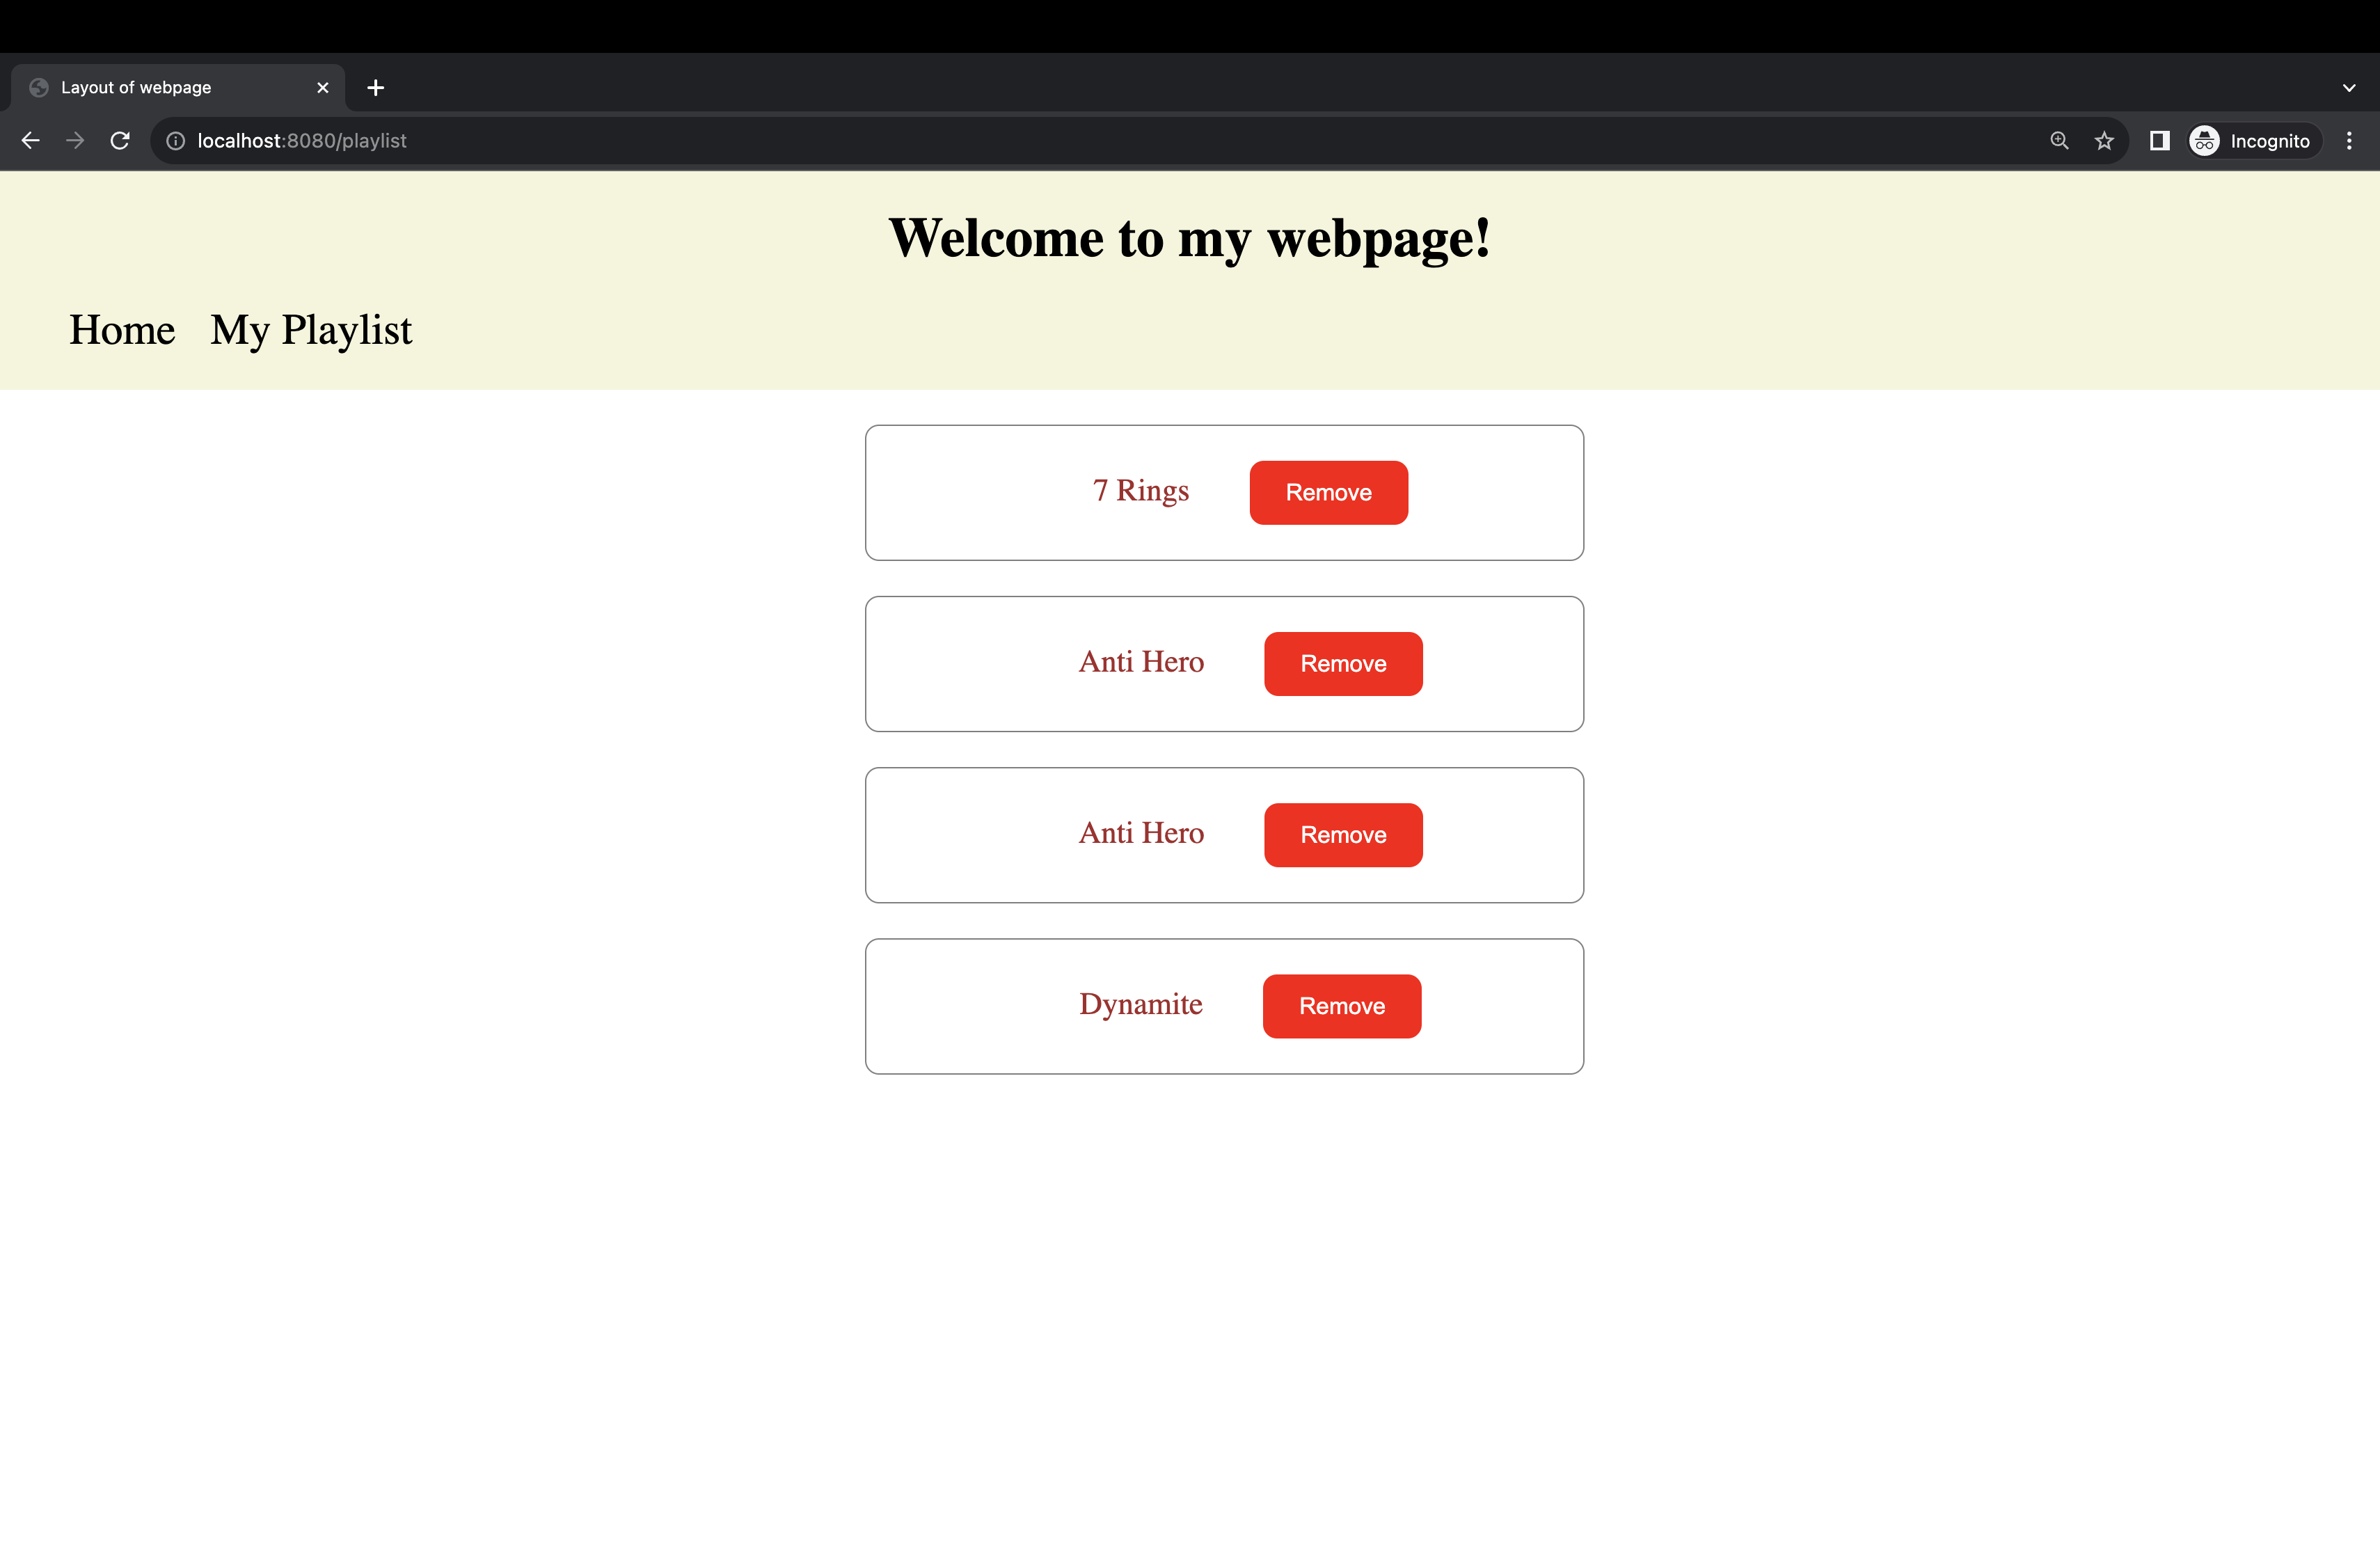 Layout of webpage
localhost:8080/playlist
Incognito
Welcome to my webpage!
Home My Playlist
7 Rings Remove
Anti Hero Remove
Anti Hero Remove
Dynamite Remove